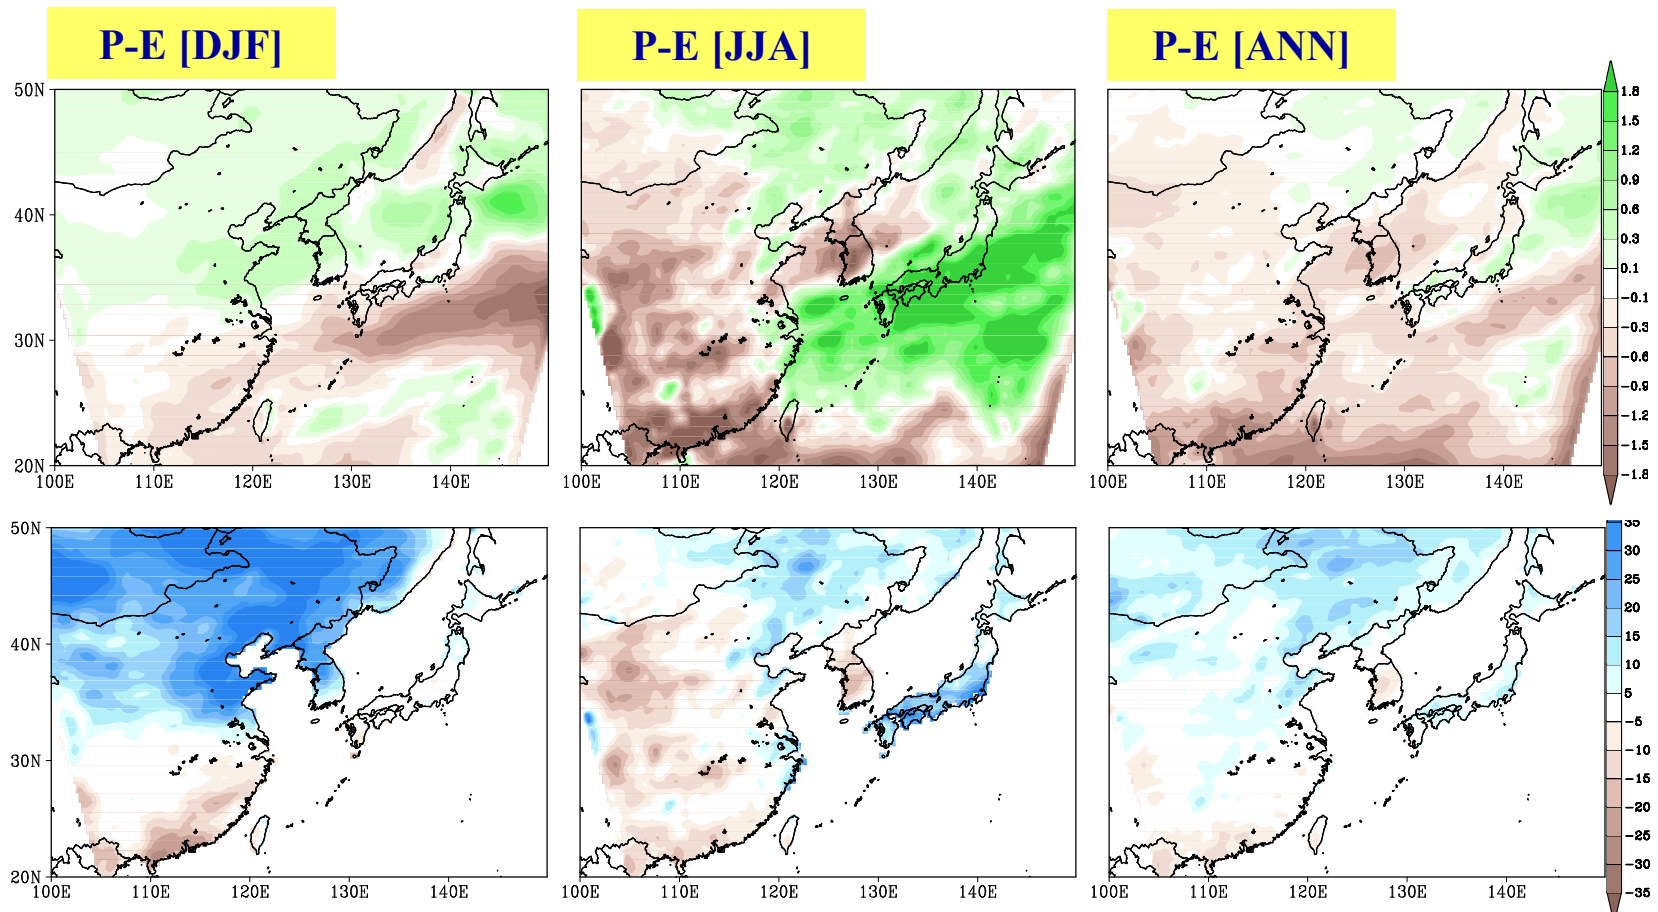 P-E [DJF]
P-E [JJA]
P-E [ANN]
50N
40N
30N
20N
100E 110E 120E 130E 140E
100E 110E 120E 130E 140E
100E 110E 120E 130E 140E
1.8
1.5
1.2
0.9
0.6
0.3
0.1
-0.1
-0.3
-0.6
-0.9
-1.2
-1.5
-1.8
50N
40N
30N
20N
100E 110E 120E 130E 140E
100E 110E 120E 130E 140E
100E 110E 120E 130E 140E
35
30
25
20
15
10
5
-5
-10
-15
-20
-25
-30
-35